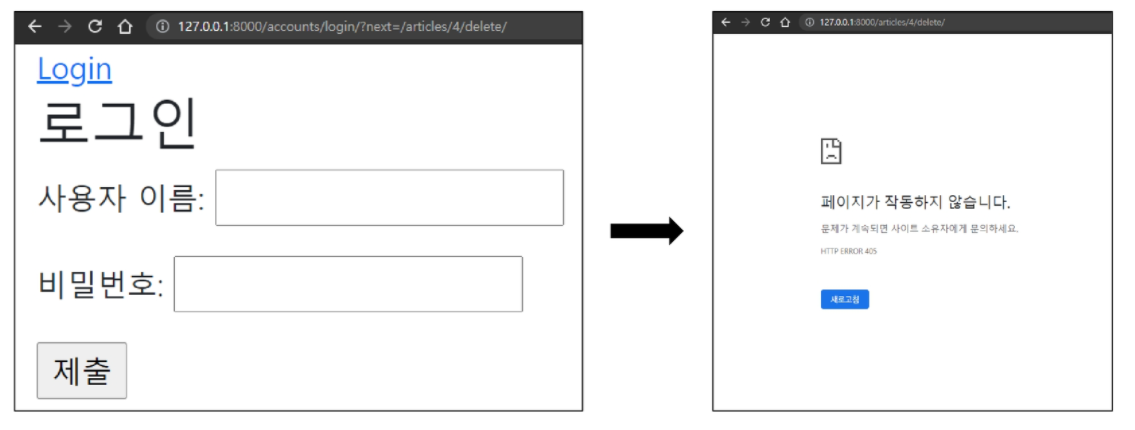 127.0.0.1:8000/accounts/login/?next=/articles/4/delete/
Login
로그인
사용자 이름:
비밀번호:
제출
127.0.0.1:8000/articles/4/delete/
페이지가 작동하지 않습니다.
문제가 계속되면 사이트 소유자에게 문의하세요.
HTTP ERROR 405
새로고침